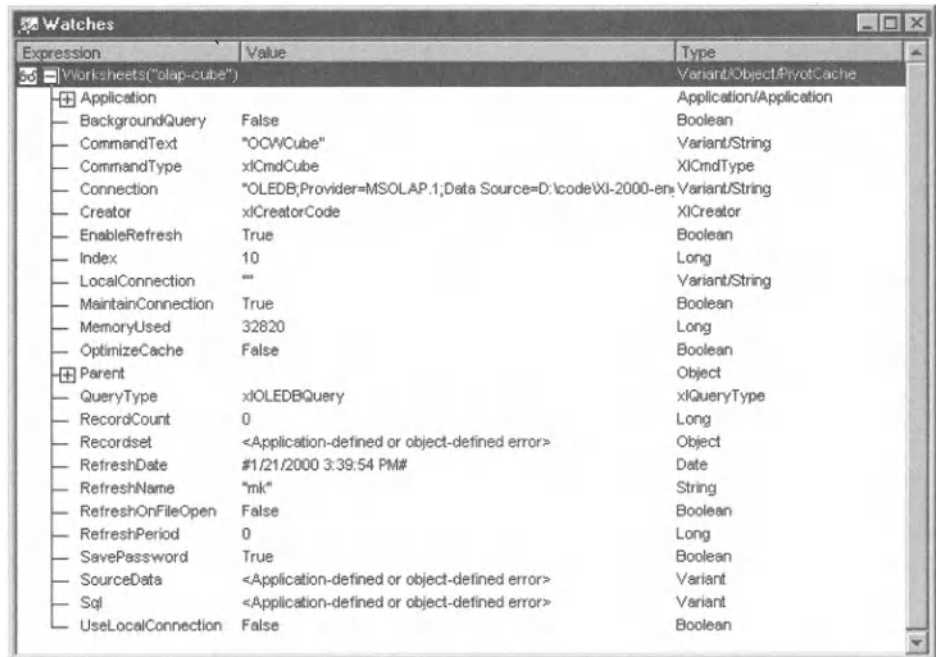 Watches
Expression Value Type
Worksheets("olap-cube") Variant/Object/PivotCache
Application Application/Application
BackgroundQuery False Boolean
CommandText "OCWCube" Variant/String
CommandType xlCmdCube XlCmdType
Connection "OLEDB;Provider=MSOLAP.1;Data Source=D:\code\Xl-2000-en Variant/String
Creator xlCreatorCode XlCreator
EnableRefresh True Boolean
Index 10 Long
LocalConnection "" Variant/String
MaintainConnection True Boolean
MemoryUsed 32820 Long
OptimizeCache False Boolean
Parent Object
QueryType xlOLEDBQuery xlQueryType
RecordCount 0 Long
Recordset <Application-defined or object-defined error> Object
RefreshDate #1/21/2000 3:39:54 PM# Date
RefreshName "mk" String
RefreshOnFileOpen False Boolean
RefreshPeriod 0 Long
SavePassword True Boolean
SourceData <Application-defined or object-defined error> Variant
Sql <Application-defined or object-defined error> Variant
UseLocalConnection False Boolean